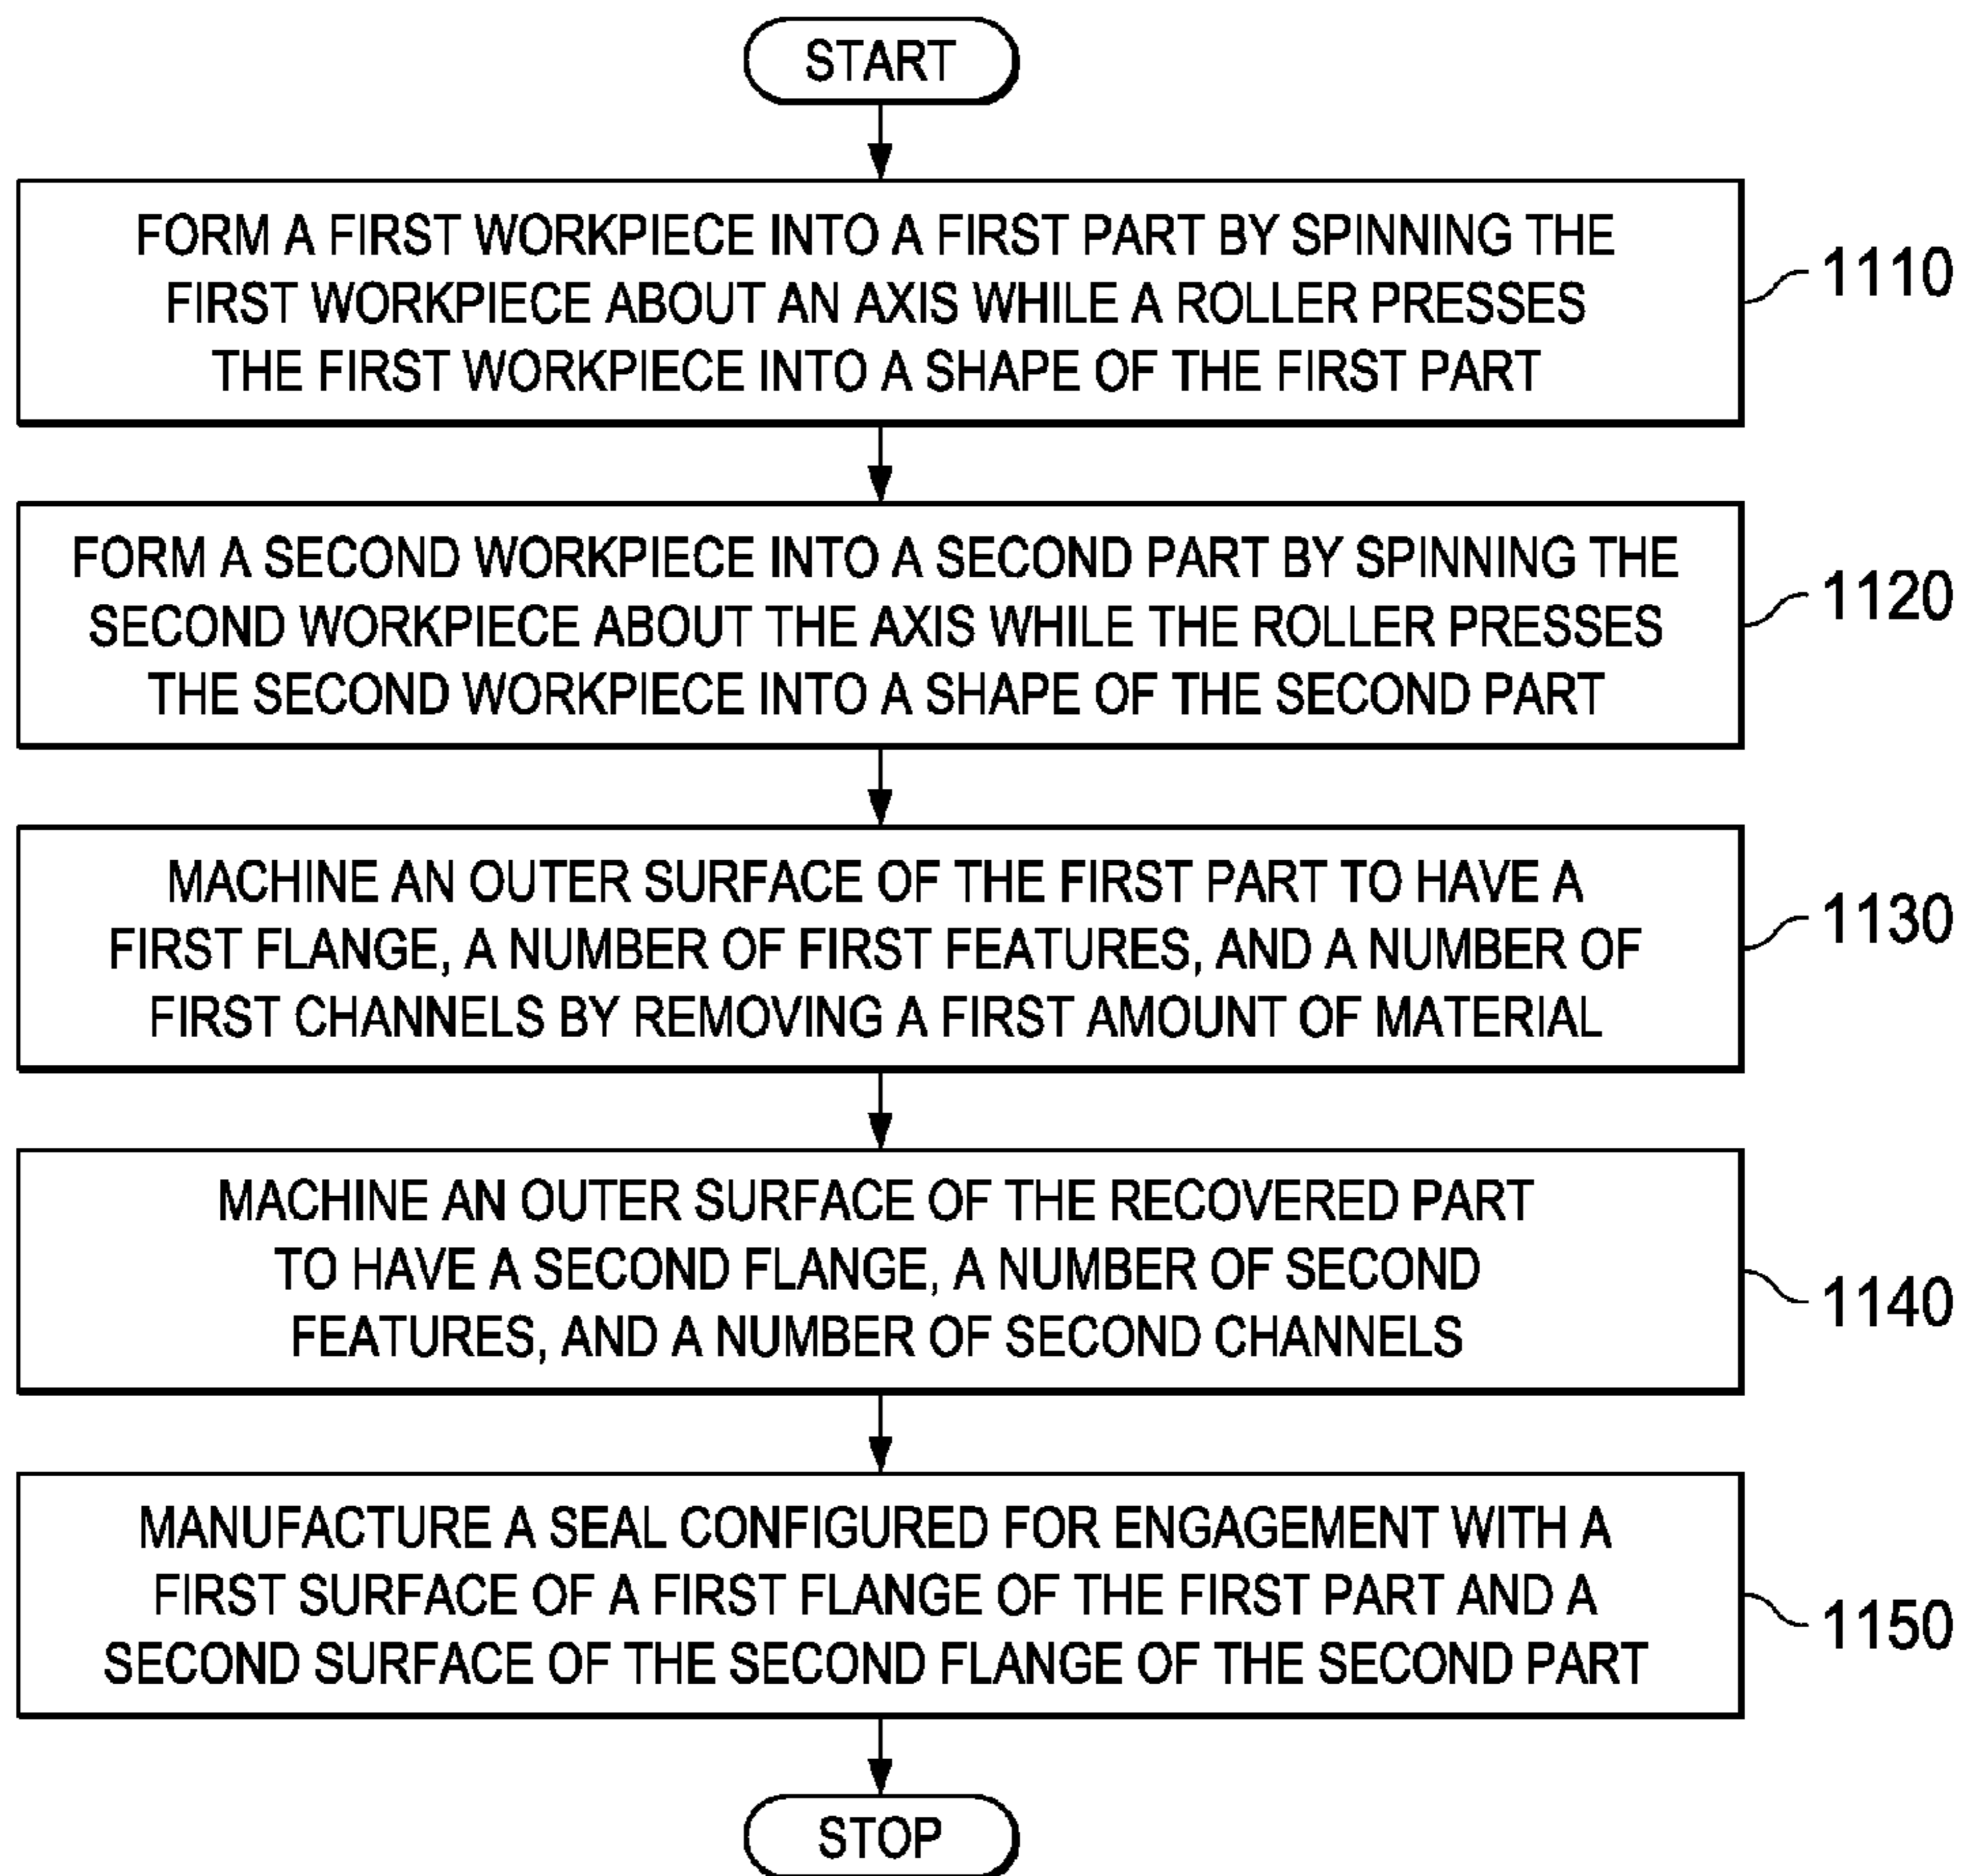 START
FORM A FIRST WORKPIECE INTO A FIRST PART BY SPINNING THE
FIRST WORKPIECE ABOUT AN AXIS WHILE A ROLLER PRESSES
THE FIRST WORKPIECE INTO A SHAPE OF THE FIRST PART
1110
FORM A SECOND WORKPIECE INTO A SECOND PART BY SPINNING THE
SECOND WORKPIECE ABOUT THE AXIS WHILE THE ROLLER PRESSES
THE SECOND WORKPIECE INTO A SHAPE OF THE SECOND PART
1120
MACHINE AN OUTER SURFACE OF THE FIRST PART TO HAVE A
FIRST FLANGE, A NUMBER OF FIRST FEATURES, AND A NUMBER OF
FIRST CHANNELS BY REMOVING A FIRST AMOUNT OF MATERIAL
1130
MACHINE AN OUTER SURFACE OF THE RECOVERED PART
TO HAVE A SECOND FLANGE, A NUMBER OF SECOND
FEATURES, AND A NUMBER OF SECOND CHANNELS
1140
MANUFACTURE A SEAL CONFIGURED FOR ENGAGEMENT WITH A
FIRST SURFACE OF A FIRST FLANGE OF THE FIRST PART AND A
SECOND SURFACE OF THE SECOND FLANGE OF THE SECOND PART
1150
STOP